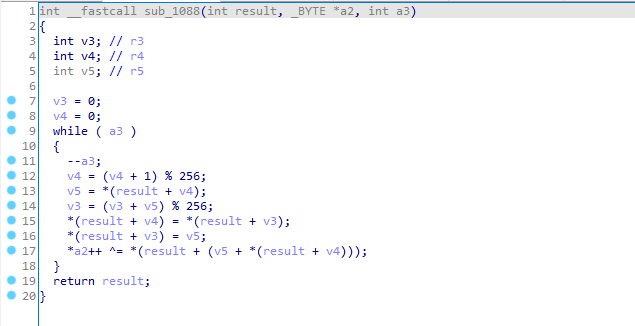 1 int __fastcall sub_1088(int result, _BYTE *a2, int a3)
2 {
3 int v3; // r3
4 int v4; // r4
5 int v5; // r5
6
7 v3 = 0;
8 v4 = 0;
9 while ( a3 )
10 {
11 --a3;
12 v4 = (v4 + 1) % 256;
13 v5 = *(result + v4);
14 v3 = (v3 + v5) % 256;
15 *(result + v4) = *(result + v3);
16 *(result + v3) = v5;
17 *a2++ ^= *(result + (v5 + *(result + v4)));
18 }
19 return result;
20 }